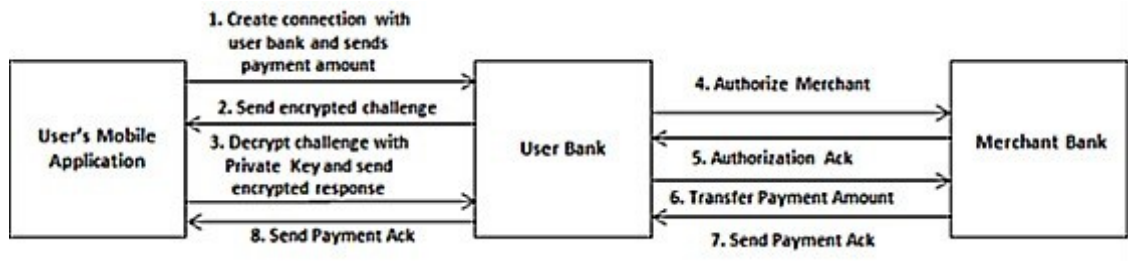 1. Create connection with
user bank and sends
payment amount
2. Send encrypted challenge
3. Decrypt challenge with
Private Key and send
encrypted response
8. Send Payment Ack
User's Mobile
Application
User Bank
4. Authorize Merchant
5. Authorization Ack
6. Transfer Payment Amount
7. Send Payment Ack
Merchant Bank